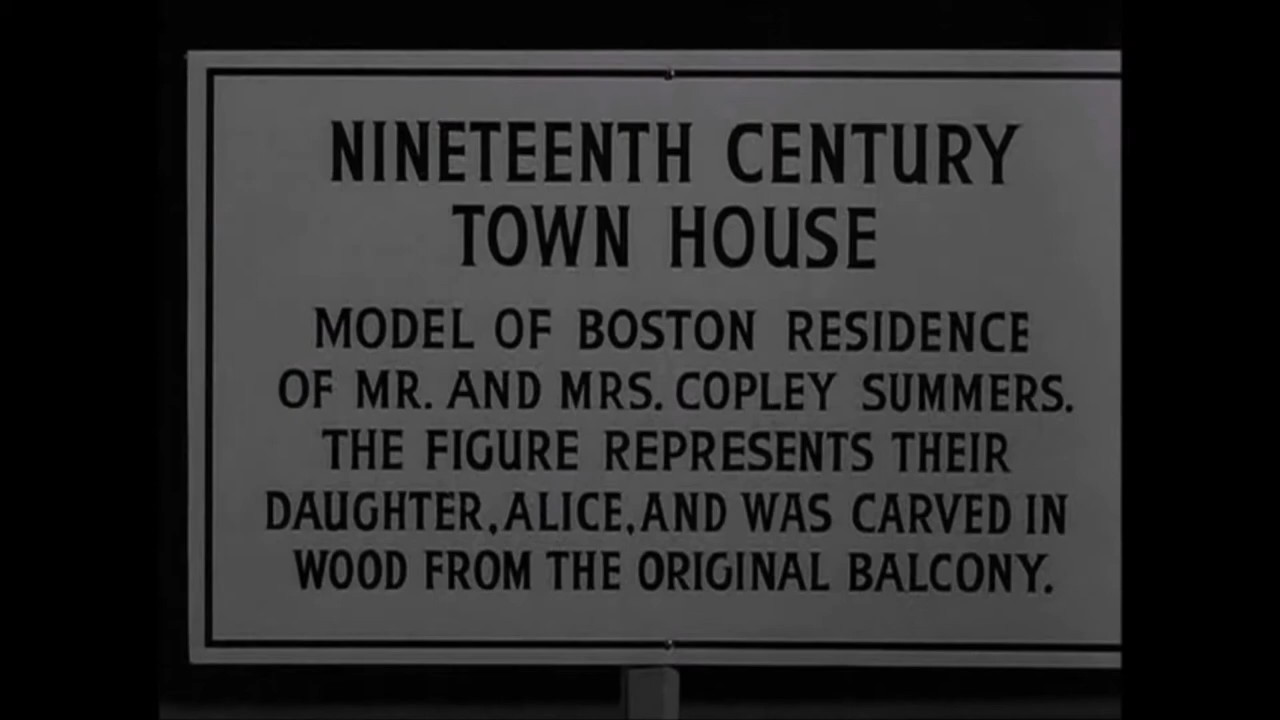 NINETEENTH CENTURY
TOWN HOUSE
MODEL OF BOSTON RESIDENCE
OF MR. AND MRS. COPLEY SUMMERS.
THE FIGURE REPRESENTS THEIR
DAUGHTER, ALICE, AND WAS CARVED IN
WOOD FROM THE ORIGINAL BALCONY.